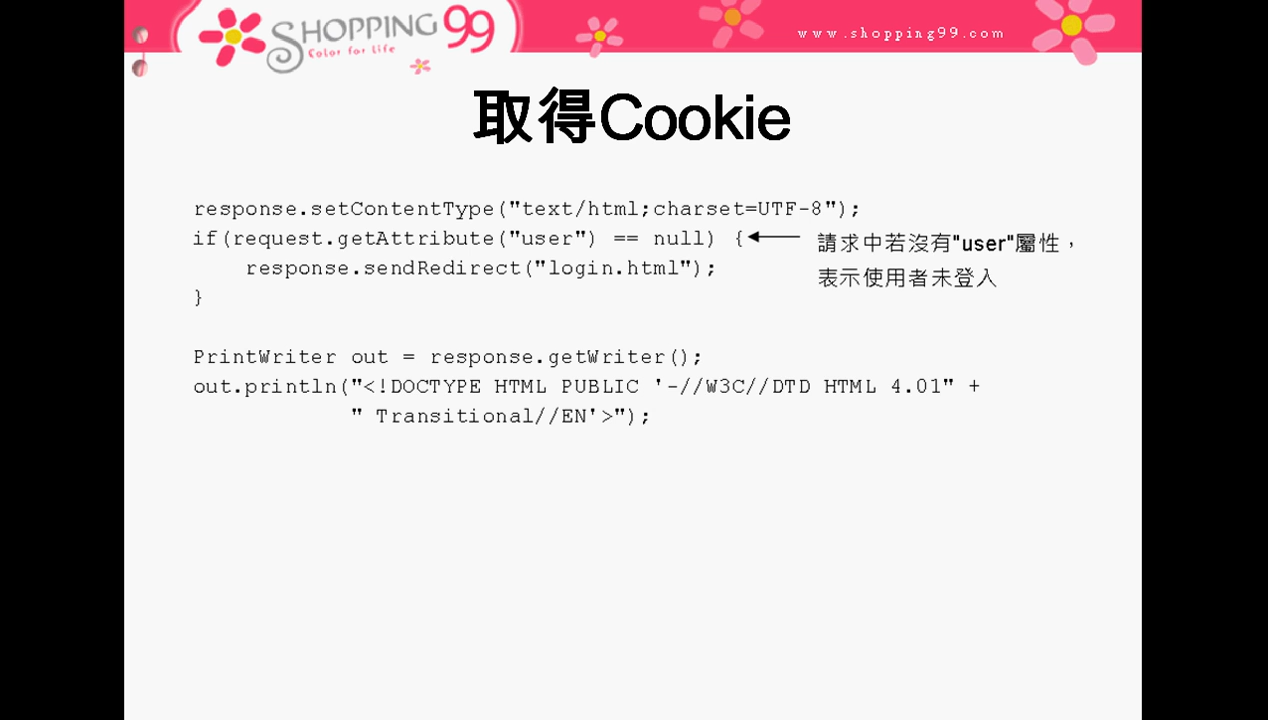 SHOPPING 99
Color for Life
www.shopping99.com
取得Cookie
response.setContentType("text/html;charset=UTF-8");
if(request.getAttribute("user") == null) {
請求中若沒有"user"屬性，
response.sendRedirect("login.html");
表示使用者未登入
}
PrintWriter out = response.getWriter();
out.println("<!DOCTYPE HTML PUBLIC '-//W3C//DTD HTML 4.01" +
" Transitional//EN'>");